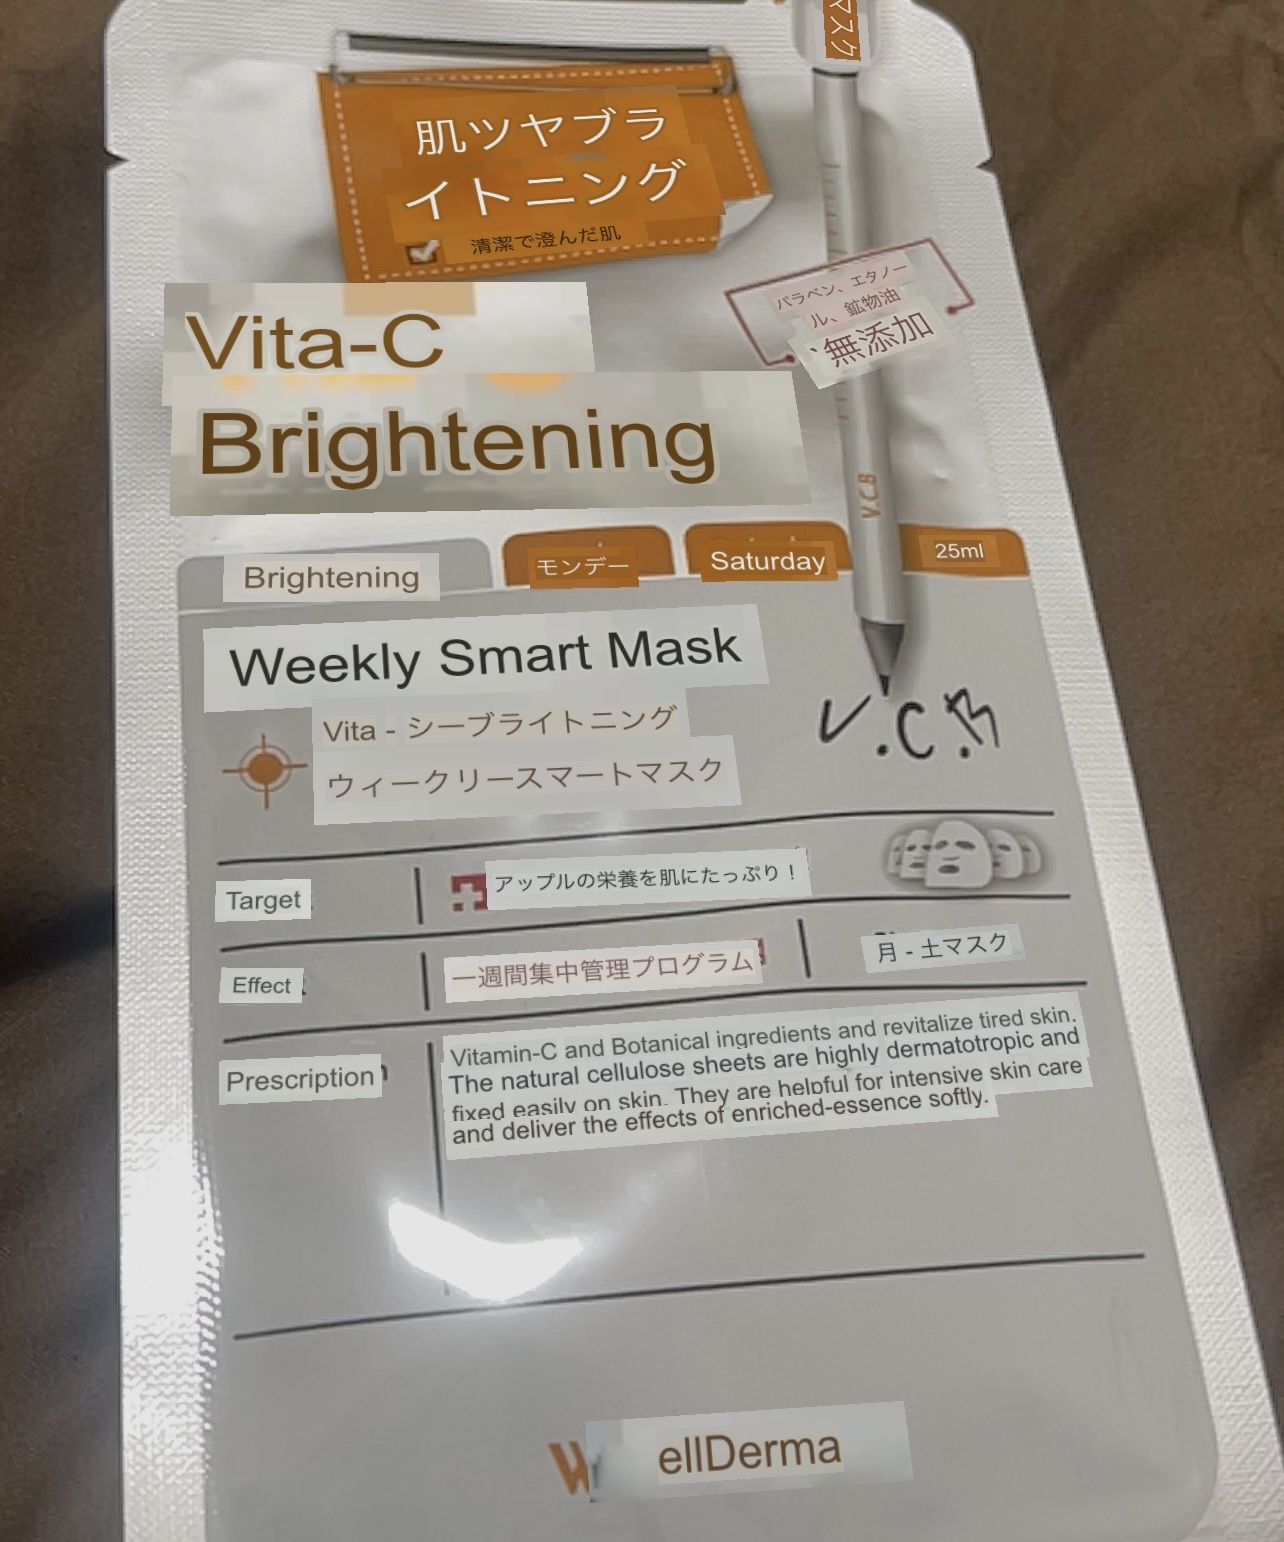 マスク
肌ツヤブラ
イトニング
清潔で澄んだ肌
パラベン、エタノー
ル、鉱物油
無添加
Vita-C
Brightening
V.C.B
Brightening
モンデー
Saturday
25ml
Weekly Smart Mask
Vita - シーブライトニング
ウィークリースマートマスク
V.C.B
Target
アップルの栄養を肌にたっぷり！
Effect
一週間集中管理プログラム
月 - 土マスク
Prescription
Vitamin-C and Botanical ingredients and revitalize tired skin.
The natural cellulose sheets are highly dermatotropic and
fixed easily on skin. They are helpful for intensive skin care
and deliver the effects of enriched-essence softly.
WellDerma